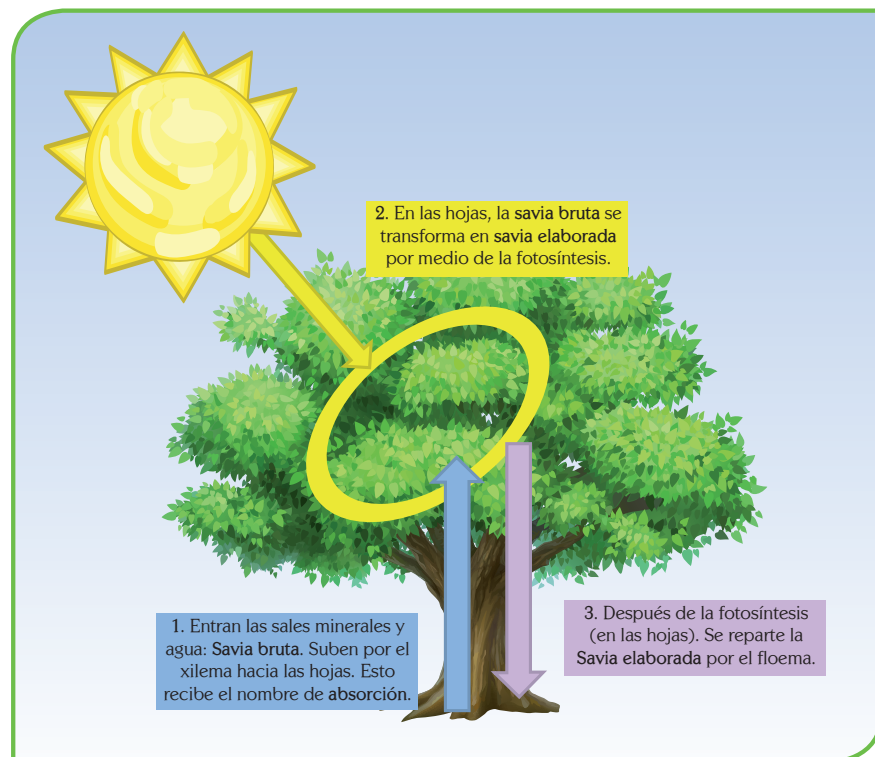 2. En las hojas, la savia bruta se
transforma en savia elaborada
por medio de la fotosíntesis.
1. Entran las sales minerales y
agua: Savia bruta. Suben por el
xilema hacia las hojas. Esto
recibe el nombre de absorción.
3. Después de la fotosíntesis
(en las hojas). Se reparte la
Savia elaborada por el floema.